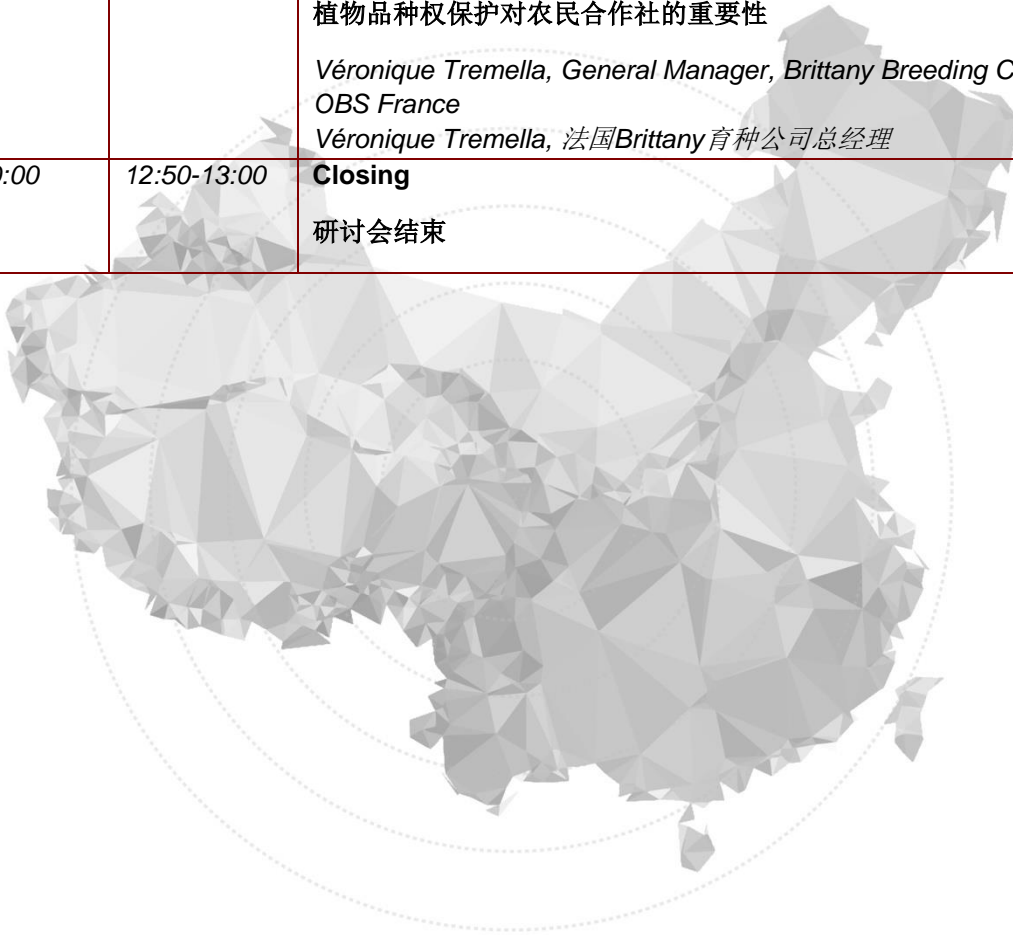 植物品种权保护对农民合作社的重要性
Véronique Tremella, General Manager, Brittany Breeding C
OBS France
Véronique Tremella, 法国Brittany育种公司总经理
:00 12:50-13:00 Closing
研讨会结束